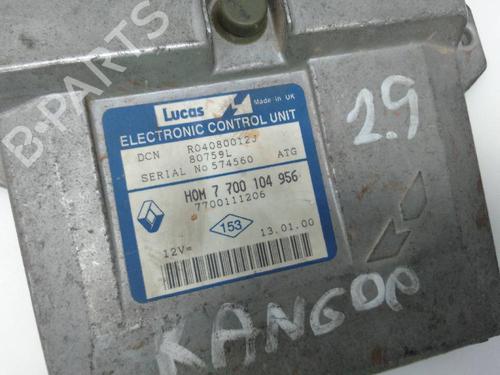 B-PARTS
Lucas
Made in UK
ELECTRONIC CONTROL UNIT
DCN R04080012J
80759L
SERIAL No 574560 ATG
HOM 7 700 104 956
7700111206
153
12V= 13.01.00
2.9
KANGOO